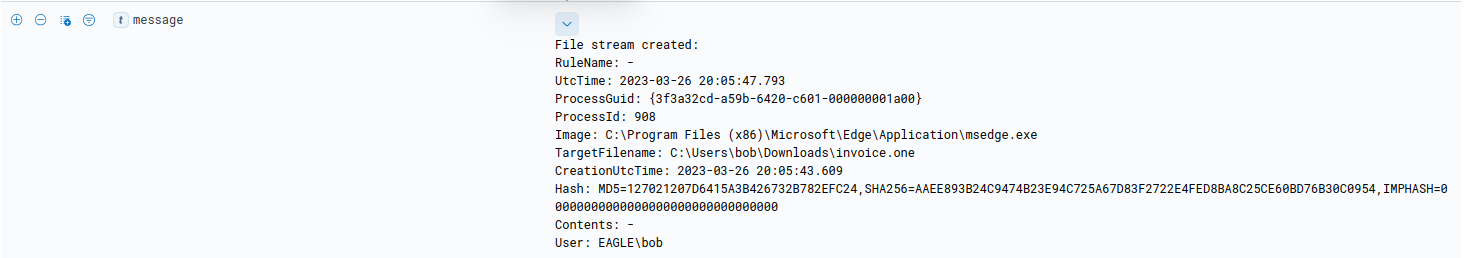 t message
File stream created:
RuleName: -
UtcTime: 2023-03-26 20:05:47.793
ProcessGuid: {3f3a32cd-a59b-6420-c601-000000001a00}
ProcessId: 908
Image: C:\Program Files (x86)\Microsoft\Edge\Application\msedge.exe
TargetFilename: C:\Users\bob\Downloads\invoice.one
CreationUtcTime: 2023-03-26 20:05:43.609
Hash: MD5=127021207D6415A3B426732B782EFC24,SHA256=AAEE893B24C9474B23E94C725A67D83F2722E4FED8BA8C25CE60BD76B30C0954,IMPHASH=0
0000000000000000000000000000000
Contents: -
User: EAGLE\bob